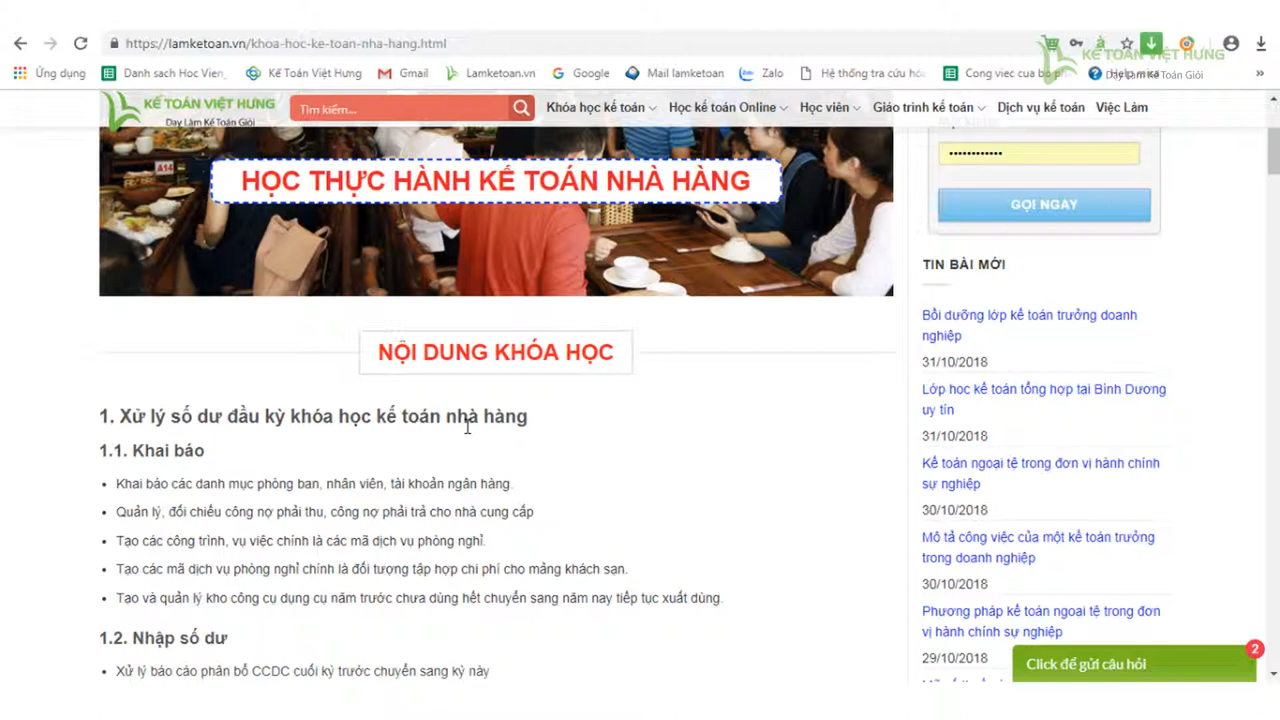 https://lamketoan.vn/khoa-hoc-ke-toan-nha-hang.html
Ứng dụng
Danh sach Hoc Vien,
Kế Toán Việt Hưng
Gmail
Lamketoan.vn
Google
Mail lamketoan
Zalo
Hệ thống tra cứu hó
Cong viec cua bộ
Help misa
»
KẾ TOÁN VIỆT HƯNG
Dạy Làm Kế Toán Giỏi
KẾ TOÁN VIỆT HƯNG
Dạy Làm Kế Toán Giỏi
Tìm kiếm...
Khóa học kế toán
Học kế toán Online
Học viên
Giáo trình kế toán
Dịch vụ kế toán
Việc Làm
A14
HỌC THỰC HÀNH KẾ TOÁN NHÀ HÀNG
NỘI DUNG KHÓA HỌC
1. Xử lý số dư đầu kỳ khóa học kế toán nhà hàng
1.1. Khai báo
• Khai báo các danh mục phòng ban, nhân viên, tài khoản ngân hàng.
• Quản lý, đối chiếu công nợ phải thu, công nợ phải trả cho nhà cung cấp
• Tạo các công trình, vụ việc chính là các mã dịch vụ phòng nghỉ.
• Tạo các mã dịch vụ phòng nghỉ chính là đối tượng tập hợp chi phí cho mảng khách sạn.
• Tạo và quản lý kho công cụ dụng cụ năm trước chưa dùng hết chuyển sang năm nay tiếp tục xuất dùng.
1.2. Nhập số dư
• Xử lý báo cáo phân bổ CCDC cuối kỳ trước chuyển sang kỳ này
••••••••••••
GỌI NGAY
TIN BÀI MỚI
Bồi dưỡng lớp kế toán trưởng doanh
nghiệp
31/10/2018
Lớp học kế toán tổng hợp tại Bình Dương
uy tín
31/10/2018
Kế toán ngoại tệ trong đơn vị hành chính
sự nghiệp
30/10/2018
Mô tả công việc của một kế toán trưởng
trong doanh nghiệp
30/10/2018
Phương pháp kế toán ngoại tệ trong đơn
vị hành chính sự nghiệp
29/10/2018
Click để gửi câu hỏi
2